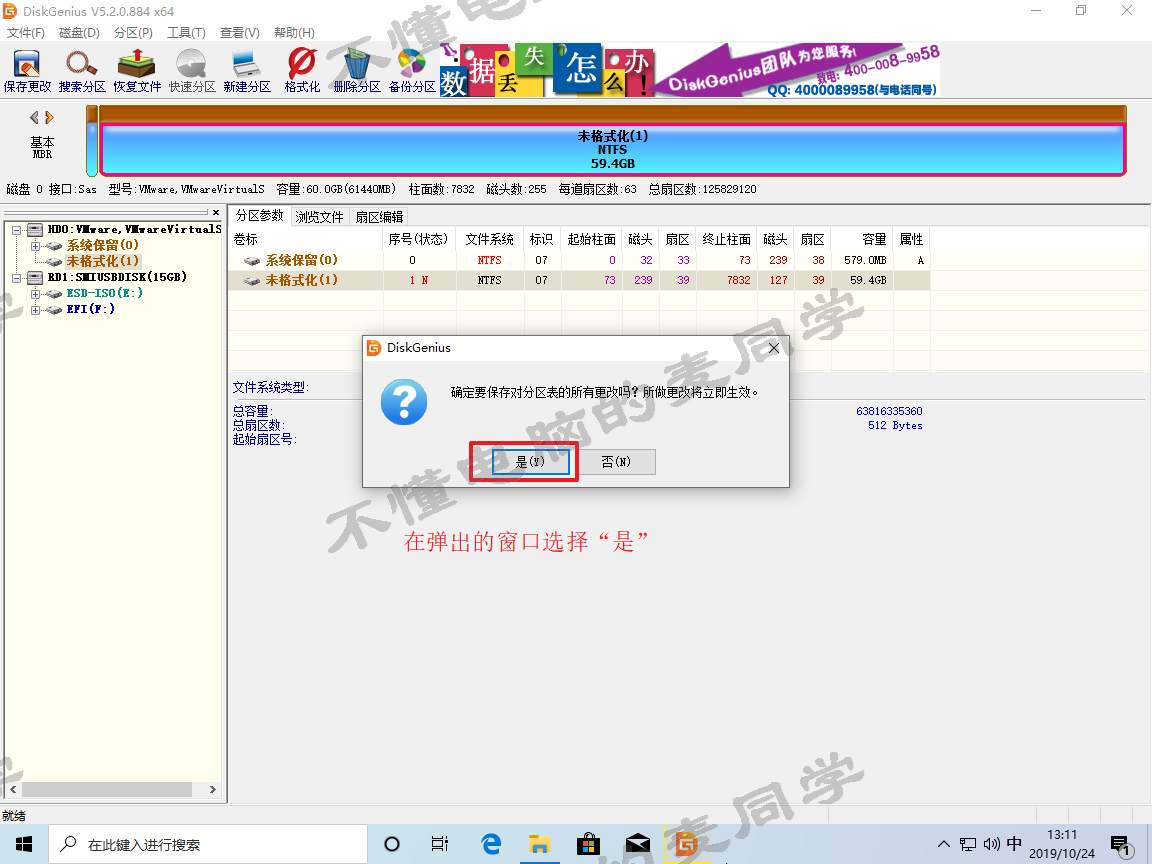 DiskGenius V5.2.0.884 x64
文件(F) 磁盘(D) 分区(P) 工具(T) 查看(V) 帮助(H)
保存更改 搜索分区 恢复文件 快速分区 新建分区 格式化 删除分区 备份分区
数据丢失怎么办!
DiskGenius团队为您服务!
致电: 400-008-9958
QQ: 4000089958(与电话同号)
基本
MBR
未格式化(1)
NTFS
59.4GB
磁盘 0 接口:Sas 型号:VMware,VMwareVirtualS 容量:60.0GB(61440MB) 柱面数:7832 磁头数:255 每道扇区数:63 总扇区数:125829120
HD0:VMware,VMwareVirtualS
系统保留(0)
未格式化(1)
RD1:SMIUSBDISK(15GB)
ESD-ISO(E:)
EFI(F:)
分区参数 浏览文件 扇区编辑
卷标 序号(状态) 文件系统 标识 起始柱面 磁头 扇区 终止柱面 磁头 扇区 容量 属性
系统保留(0) 0 NTFS 07 0 32 33 73 239 38 579.0MB A
未格式化(1) 1 N NTFS 07 73 239 39 7832 127 39 59.4GB
文件系统类型:
总容量: 63816335360
总扇区数: 512 Bytes
起始扇区号:
DiskGenius
确定要保存对分区表的所有更改吗？所做更改将立即生效。
是(Y) 否(N)
在弹出的窗口选择“是”
不懂电脑的麦同学
就绪
在此键入进行搜索
中
13:11
2019/10/24
1